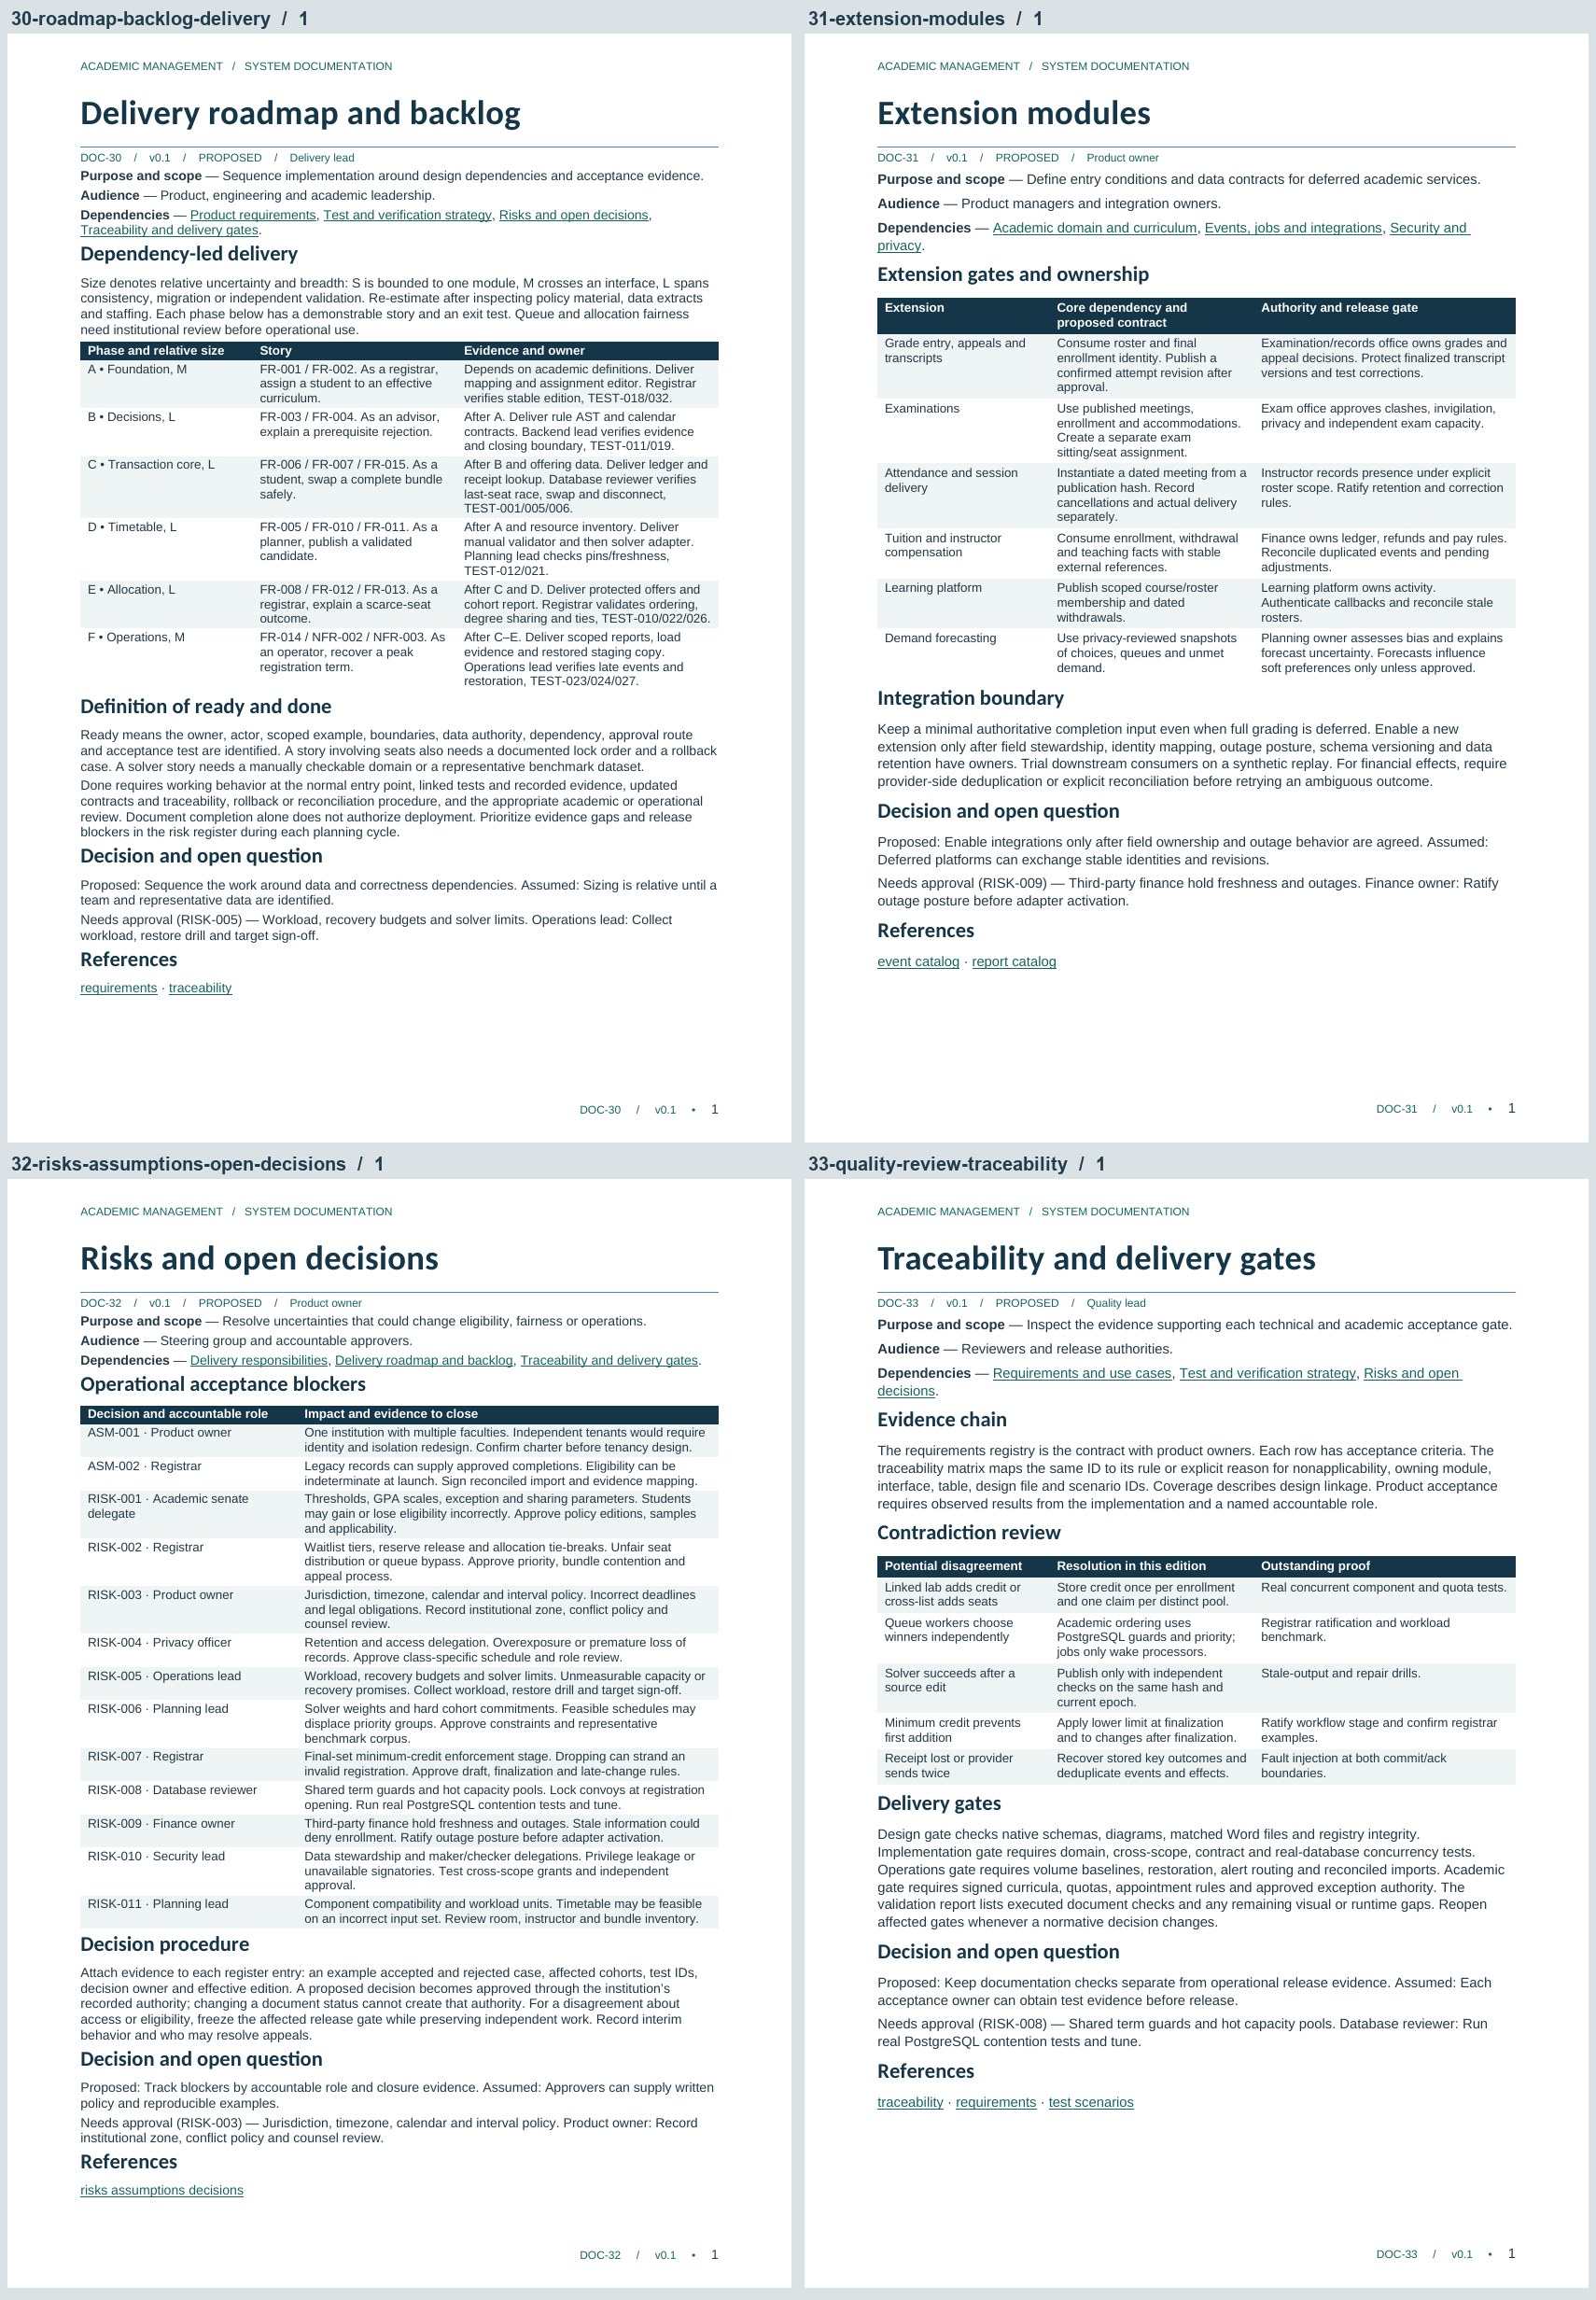 30-roadmap-backlog-delivery / 1
ACADEMIC MANAGEMENT / SYSTEM DOCUMENTATION
Delivery roadmap and backlog
DOC-30 / v0.1 / PROPOSED / Delivery lead
Purpose and scope — Sequence implementation around design dependencies and acceptance evidence.
Audience — Product, engineering and academic leadership.
Dependencies — Product requirements, Test and verification strategy, Risks and open decisions,
Traceability and delivery gates.
Dependency-led delivery
Size denotes relative uncertainty and breadth: S is bounded to one module, M crosses an interface, L spans
consistency, migration or independent validation. Re-estimate after inspecting policy material, data extracts
and staffing. Each phase below has a demonstrable story and an exit test. Queue and allocation fairness
need institutional review before operational use.
Phase and relative size Story Evidence and owner
A • Foundation, M FR-001 / FR-002. As a registrar, Depends on academic definitions. Deliver
assign a student to an effective mapping and assignment editor. Registrar
curriculum. verifies stable edition, TEST-018/032.
B • Decisions, L FR-003 / FR-004. As an advisor, After A. Deliver rule AST and calendar
explain a prerequisite rejection. contracts. Backend lead verifies evidence
and closing boundary, TEST-011/019.
C • Transaction core, L FR-006 / FR-007 / FR-015. As a After B and offering data. Deliver ledger and
student, swap a complete bundle receipt lookup. Database reviewer verifies
safely. last-seat race, swap and disconnect,
TEST-001/005/006.
D • Timetable, L FR-005 / FR-010 / FR-011. As a After A and resource inventory. Deliver
planner, publish a validated manual validator and then solver adapter.
candidate. Planning lead checks pins/freshness,
TEST-012/021.
E • Allocation, L FR-008 / FR-012 / FR-013. As a After C and D. Deliver protected offers and
registrar, explain a scarce-seat cohort report. Registrar validates ordering,
outcome. degree sharing and ties, TEST-010/022/026.
F • Operations, M FR-014 / NFR-002 / NFR-003. As After C–E. Deliver scoped reports, load
an operator, recover a peak evidence and restored staging copy.
registration term. Operations lead verifies late events and
restoration, TEST-023/024/027.
Definition of ready and done
Ready means the owner, actor, scoped example, boundaries, data authority, dependency, approval route
and acceptance test are identified. A story involving seats also needs a documented lock order and a rollback
case. A solver story needs a manually checkable domain or a representative benchmark dataset.
Done requires working behavior at the normal entry point, linked tests and recorded evidence, updated
contracts and traceability, rollback or reconciliation procedure, and the appropriate academic or operational
review. Document completion alone does not authorize deployment. Prioritize evidence gaps and release
blockers in the risk register during each planning cycle.
Decision and open question
Proposed: Sequence the work around data and correctness dependencies. Assumed: Sizing is relative until a
team and representative data are identified.
Needs approval (RISK-005) — Workload, recovery budgets and solver limits. Operations lead: Collect
workload, restore drill and target sign-off.
References
requirements · traceability
DOC-30 / v0.1 • 1
31-extension-modules / 1
ACADEMIC MANAGEMENT / SYSTEM DOCUMENTATION
Extension modules
DOC-31 / v0.1 / PROPOSED / Product owner
Purpose and scope — Define entry conditions and data contracts for deferred academic services.
Audience — Product managers and integration owners.
Dependencies — Academic domain and curriculum, Events, jobs and integrations, Security and
privacy.
Extension gates and ownership
Extension Core dependency and Authority and release gate
proposed contract
Grade entry, appeals and Consume roster and final Examination/records office owns grades and
transcripts enrollment identity. Publish a appeal decisions. Protect finalized transcript
confirmed attempt revision after versions and test corrections.
approval.
Examinations Use published meetings, Exam office approves clashes, invigilation,
enrollment and accommodations. privacy and independent exam capacity.
Create a separate exam
sitting/seat assignment.
Attendance and session Instantiate a dated meeting from a Instructor records presence under explicit
delivery publication hash. Record roster scope. Ratify retention and correction
cancellations and actual delivery rules.
separately.
Tuition and instructor Consume enrollment, withdrawal Finance owns ledger, refunds and pay rules.
compensation and teaching facts with stable Reconcile duplicated events and pending
external references. adjustments.
Learning platform Publish scoped course/roster Learning platform owns activity.
membership and dated Authenticate callbacks and reconcile stale
withdrawals. rosters.
Demand forecasting Use privacy-reviewed snapshots Planning owner assesses bias and explains
of choices, queues and unmet forecast uncertainty. Forecasts influence
demand. soft preferences only unless approved.
Integration boundary
Keep a minimal authoritative completion input even when full grading is deferred. Enable a new
extension only after field stewardship, identity mapping, outage posture, schema versioning and data
retention have owners. Trial downstream consumers on a synthetic replay. For financial effects, require
provider-side deduplication or explicit reconciliation before retrying an ambiguous outcome.
Decision and open question
Proposed: Enable integrations only after field ownership and outage behavior are agreed. Assumed:
Deferred platforms can exchange stable identities and revisions.
Needs approval (RISK-009) — Third-party finance hold freshness and outages. Finance owner: Ratify
outage posture before adapter activation.
References
event catalog · report catalog
DOC-31 / v0.1 • 1
32-risks-assumptions-open-decisions / 1
ACADEMIC MANAGEMENT / SYSTEM DOCUMENTATION
Risks and open decisions
DOC-32 / v0.1 / PROPOSED / Product owner
Purpose and scope — Resolve uncertainties that could change eligibility, fairness or operations.
Audience — Steering group and accountable approvers.
Dependencies — Delivery responsibilities, Delivery roadmap and backlog, Traceability and delivery gates.
Operational acceptance blockers
Decision and accountable role Impact and evidence to close
ASM-001 · Product owner One institution with multiple faculties. Independent tenants would require
identity and isolation redesign. Confirm charter before tenancy design.
ASM-002 · Registrar Legacy records can supply approved completions. Eligibility can be
indeterminate at launch. Sign reconciled import and evidence mapping.
RISK-001 · Academic senate Thresholds, GPA scales, exception and sharing parameters. Students
delegate may gain or lose eligibility incorrectly. Approve policy editions, samples
and applicability.
RISK-002 · Registrar Waitlist tiers, reserve release and allocation tie-breaks. Unfair seat
distribution or queue bypass. Approve priority, bundle contention and
appeal process.
RISK-003 · Product owner Jurisdiction, timezone, calendar and interval policy. Incorrect deadlines
and legal obligations. Record institutional zone, conflict policy and
counsel review.
RISK-004 · Privacy officer Retention and access delegation. Overexposure or premature loss of
records. Approve class-specific schedule and role review.
RISK-005 · Operations lead Workload, recovery budgets and solver limits. Unmeasurable capacity or
recovery promises. Collect workload, restore drill and target sign-off.
RISK-006 · Planning lead Solver weights and hard cohort commitments. Feasible schedules may
displace priority groups. Approve constraints and representative
benchmark corpus.
RISK-007 · Registrar Final-set minimum-credit enforcement stage. Dropping can strand an
invalid registration. Approve draft, finalization and late-change rules.
RISK-008 · Database reviewer Shared term guards and hot capacity pools. Lock convoys at registration
opening. Run real PostgreSQL contention tests and tune.
RISK-009 · Finance owner Third-party finance hold freshness and outages. Stale information could
deny enrollment. Ratify outage posture before adapter activation.
RISK-010 · Security lead Data stewardship and maker/checker delegations. Privilege leakage or
unavailable signatories. Test cross-scope grants and independent
approval.
RISK-011 · Planning lead Component compatibility and workload units. Timetable may be feasible
on an incorrect input set. Review room, instructor and bundle inventory.
Decision procedure
Attach evidence to each register entry: an example accepted and rejected case, affected cohorts, test IDs,
decision owner and effective edition. A proposed decision becomes approved through the institution’s
recorded authority; changing a document status cannot create that authority. For a disagreement about
access or eligibility, freeze the affected release gate while preserving independent work. Record interim
behavior and who may resolve appeals.
Decision and open question
Proposed: Track blockers by accountable role and closure evidence. Assumed: Approvers can supply written
policy and reproducible examples.
Needs approval (RISK-003) — Jurisdiction, timezone, calendar and interval policy. Product owner: Record
institutional zone, conflict policy and counsel review.
References
risks assumptions decisions
DOC-32 / v0.1 • 1
33-quality-review-traceability / 1
ACADEMIC MANAGEMENT / SYSTEM DOCUMENTATION
Traceability and delivery gates
DOC-33 / v0.1 / PROPOSED / Quality lead
Purpose and scope — Inspect the evidence supporting each technical and academic acceptance gate.
Audience — Reviewers and release authorities.
Dependencies — Requirements and use cases, Test and verification strategy, Risks and open
decisions.
Evidence chain
The requirements registry is the contract with product owners. Each row has acceptance criteria. The
traceability matrix maps the same ID to its rule or explicit reason for nonapplicability, owning module,
interface, table, design file and scenario IDs. Coverage describes design linkage. Product acceptance
requires observed results from the implementation and a named accountable role.
Contradiction review
Potential disagreement Resolution in this edition Outstanding proof
Linked lab adds credit or Store credit once per enrollment Real concurrent component and quota tests.
cross-list adds seats and one claim per distinct pool.
Queue workers choose Academic ordering uses Registrar ratification and workload
winners independently PostgreSQL guards and priority; benchmark.
jobs only wake processors.
Solver succeeds after a Publish only with independent Stale-output and repair drills.
source edit checks on the same hash and
current epoch.
Minimum credit prevents Apply lower limit at finalization Ratify workflow stage and confirm registrar
first addition and to changes after finalization. examples.
Receipt lost or provider Recover stored key outcomes and Fault injection at both commit/ack
sends twice deduplicate events and effects. boundaries.
Delivery gates
Design gate checks native schemas, diagrams, matched Word files and registry integrity.
Implementation gate requires domain, cross-scope, contract and real-database concurrency tests.
Operations gate requires volume baselines, restoration, alert routing and reconciled imports. Academic
gate requires signed curricula, quotas, appointment rules and approved exception authority. The
validation report lists executed document checks and any remaining visual or runtime gaps. Reopen
affected gates whenever a normative decision changes.
Decision and open question
Proposed: Keep documentation checks separate from operational release evidence. Assumed: Each
acceptance owner can obtain test evidence before release.
Needs approval (RISK-008) — Shared term guards and hot capacity pools. Database reviewer: Run
real PostgreSQL contention tests and tune.
References
traceability · requirements · test scenarios
DOC-33 / v0.1 • 1